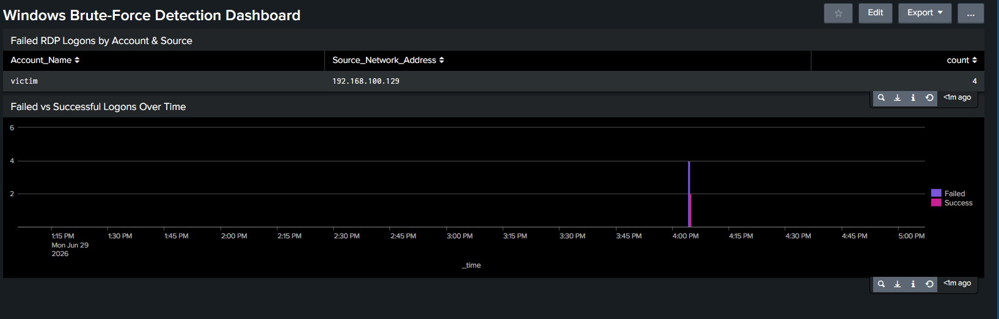 Windows Brute-Force Detection Dashboard
Edit
Export
...
Failed RDP Logons by Account & Source
Account_Name Source_Network_Address count
victim 192.168.100.129 4
<1m ago
Failed vs Successful Logons Over Time
6
4
2
Failed
Success
1:15 PM 1:30 PM 1:45 PM 2:00 PM 2:15 PM 2:30 PM 2:45 PM 3:00 PM 3:15 PM 3:30 PM 3:45 PM 4:00 PM 4:15 PM 4:30 PM 4:45 PM 5:00 PM
Mon Jun 29
2026
_time
<1m ago